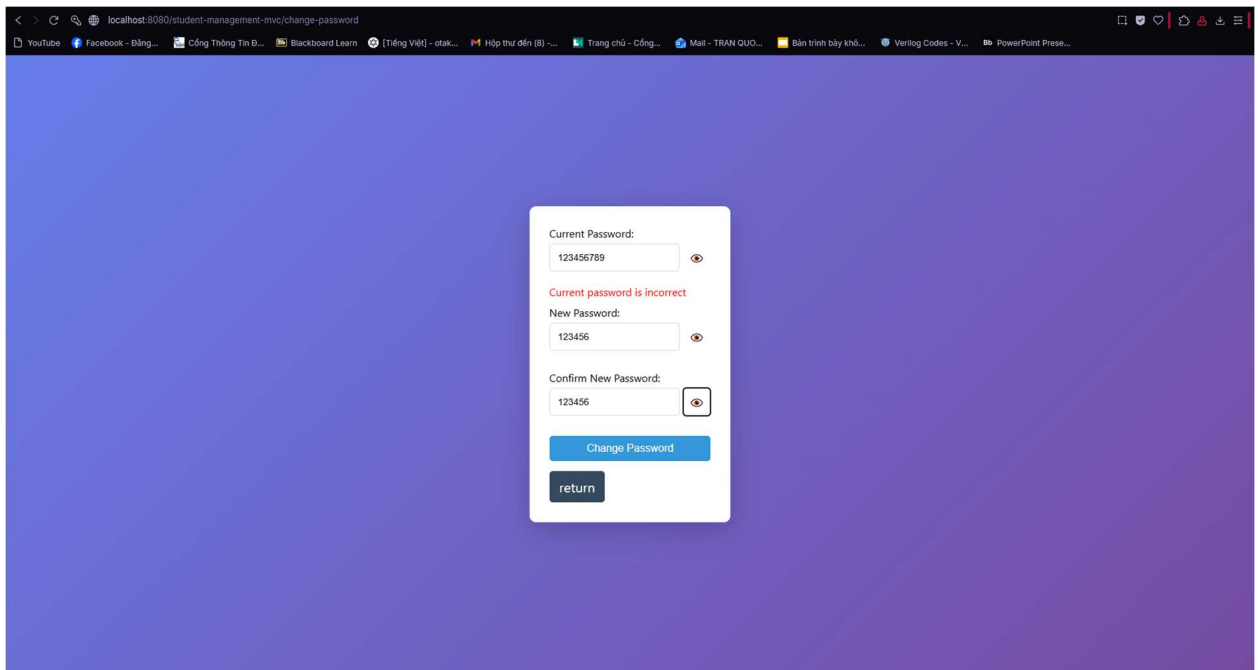 localhost:8080/student-management-mvc/change-password
YouTube Facebook - Đăng... Cổng Thông Tin Đ... Blackboard Learn [Tiếng Việt] - otak... Hộp thư đến (8) -... Trang chủ - Cổng... Mail - TRAN QUO... Bản trình bày khô... Verilog Codes - V... Bb PowerPoint Prese...
Current Password:
123456789
Current password is incorrect
New Password:
123456
Confirm New Password:
123456
Change Password
return